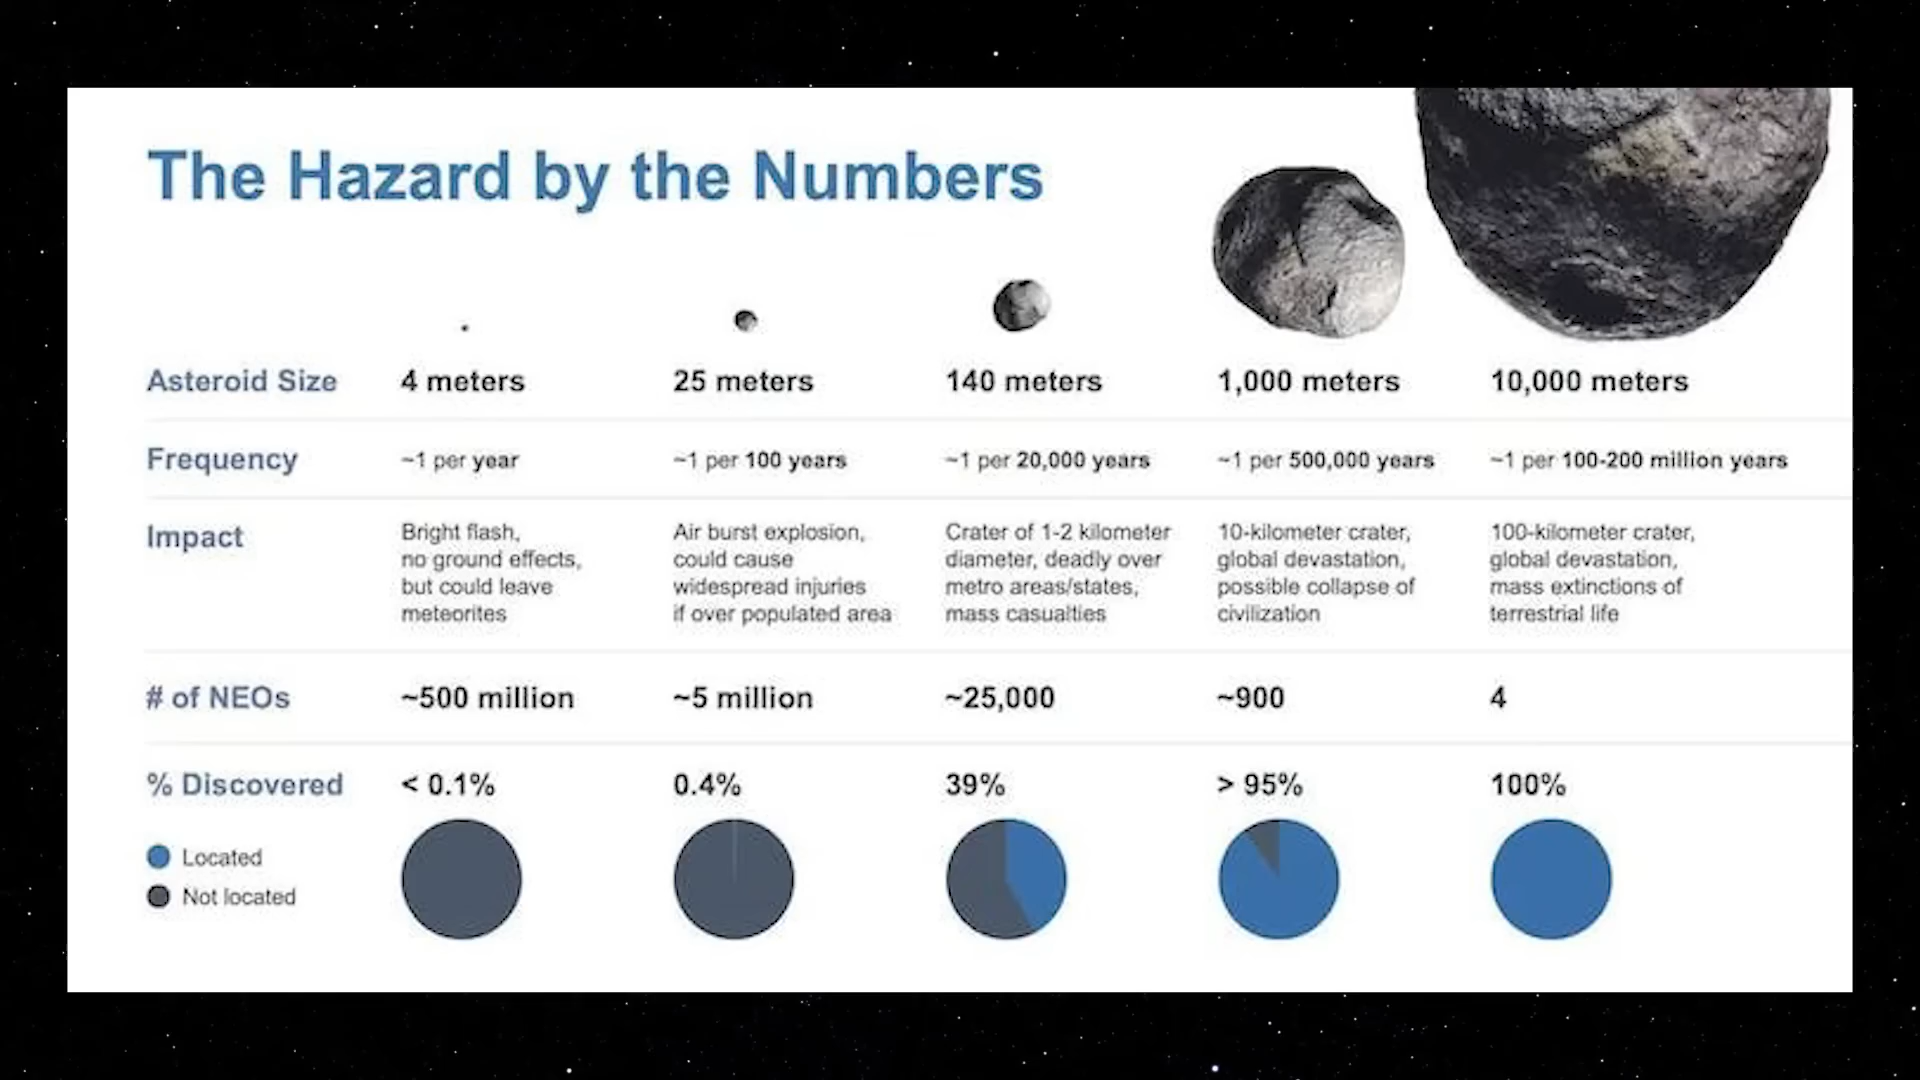 The Hazard by the Numbers
Asteroid Size 4 meters 25 meters 140 meters 1,000 meters 10,000 meters
Frequency ~1 per year ~1 per 100 years ~1 per 20,000 years ~1 per 500,000 years ~1 per 100-200 million years
Impact
Bright flash,
no ground effects,
but could leave
meteorites
Air burst explosion,
could cause
widespread injuries
if over populated area
Crater of 1-2 kilometer
diameter, deadly over
metro areas/states,
mass casualties
10-kilometer crater,
global devastation,
possible collapse of
civilization
100-kilometer crater,
global devastation,
mass extinctions of
terrestrial life
# of NEOs ~500 million ~5 million ~25,000 ~900 4
% Discovered < 0.1% 0.4% 39% > 95% 100%
Located
Not located